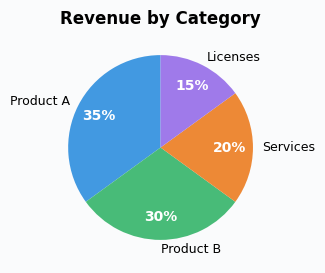 Revenue by Category
Licenses
15%
Product A
35%
20%
Services
30%
Product B